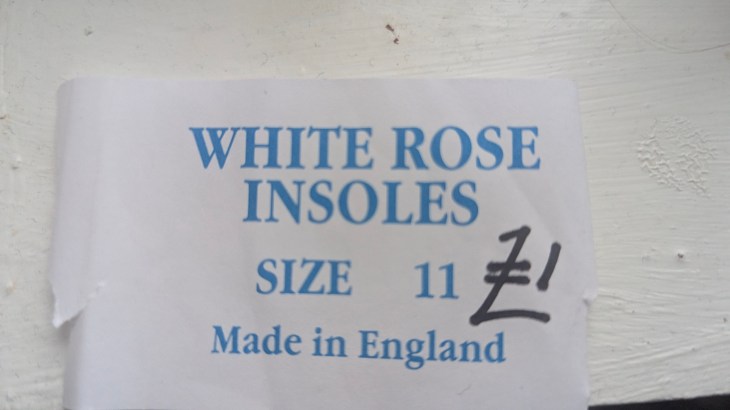 WHITE ROSE
INSOLES
SIZE 11 £1
Made in England